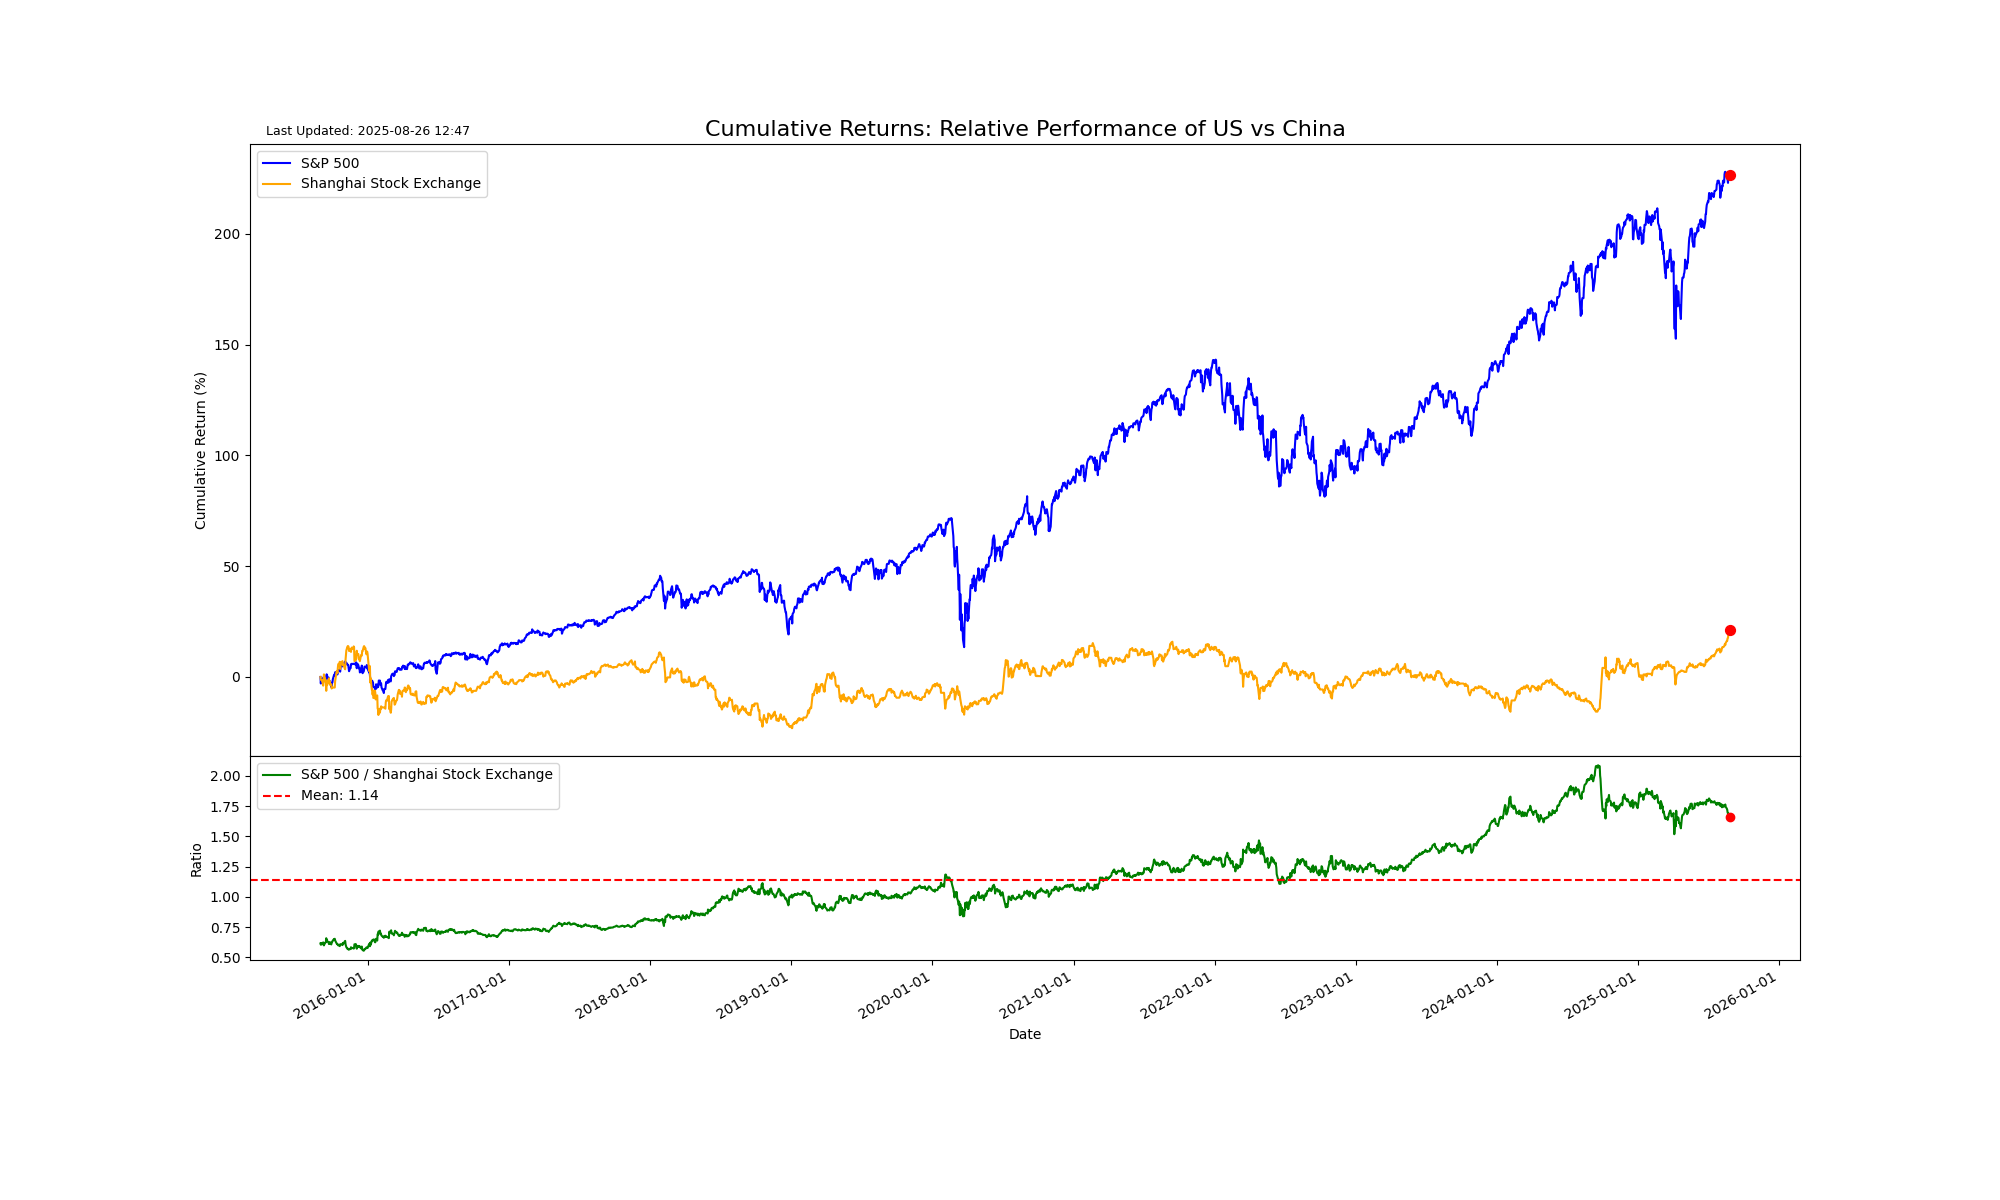 Last Updated: 2025-08-26 12:47
Cumulative Returns: Relative Performance of US vs China
S&P 500
Shanghai Stock Exchange
200
150
100
50
0
Cumulative Return (%)
S&P 500 / Shanghai Stock Exchange
Mean: 1.14
2.00
1.75
1.50
1.25
1.00
0.75
0.50
Ratio
2016-01-01
2017-01-01
2018-01-01
2019-01-01
2020-01-01
2021-01-01
2022-01-01
2023-01-01
2024-01-01
2025-01-01
2026-01-01
Date